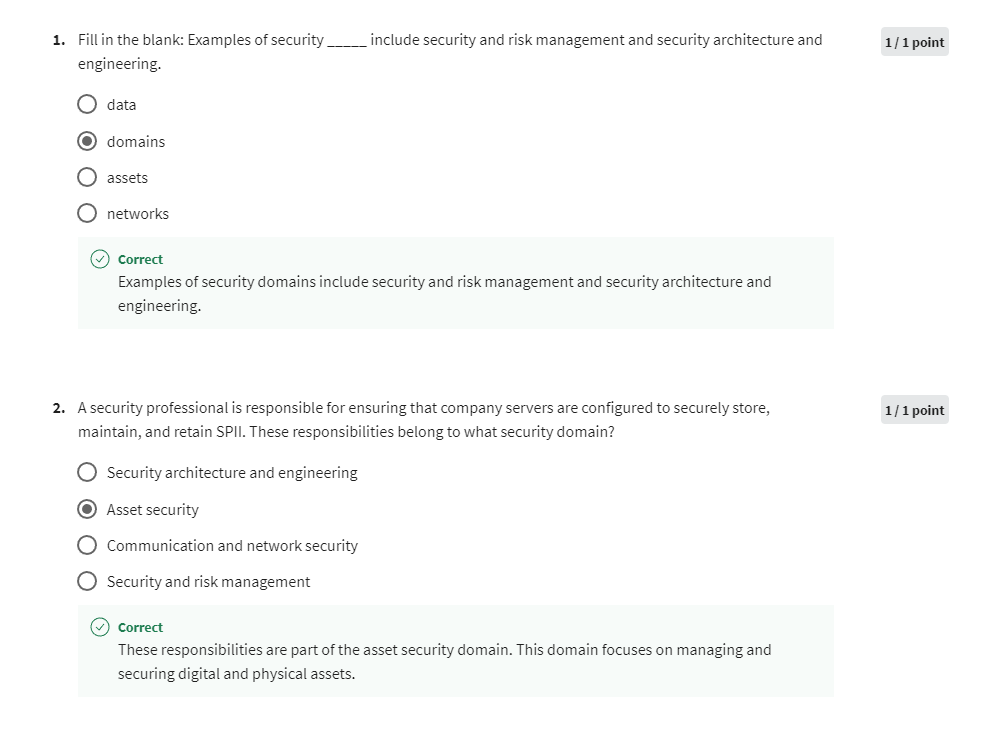 1. Fill in the blank: Examples of security _____ include security and risk management and security architecture and
1 / 1 point
engineering.
data
domains
assets
networks
Correct
Examples of security domains include security and risk management and security architecture and
engineering.
2. A security professional is responsible for ensuring that company servers are configured to securely store,
1 / 1 point
maintain, and retain SPII. These responsibilities belong to what security domain?
Security architecture and engineering
Asset security
Communication and network security
Security and risk management
Correct
These responsibilities are part of the asset security domain. This domain focuses on managing and
securing digital and physical assets.